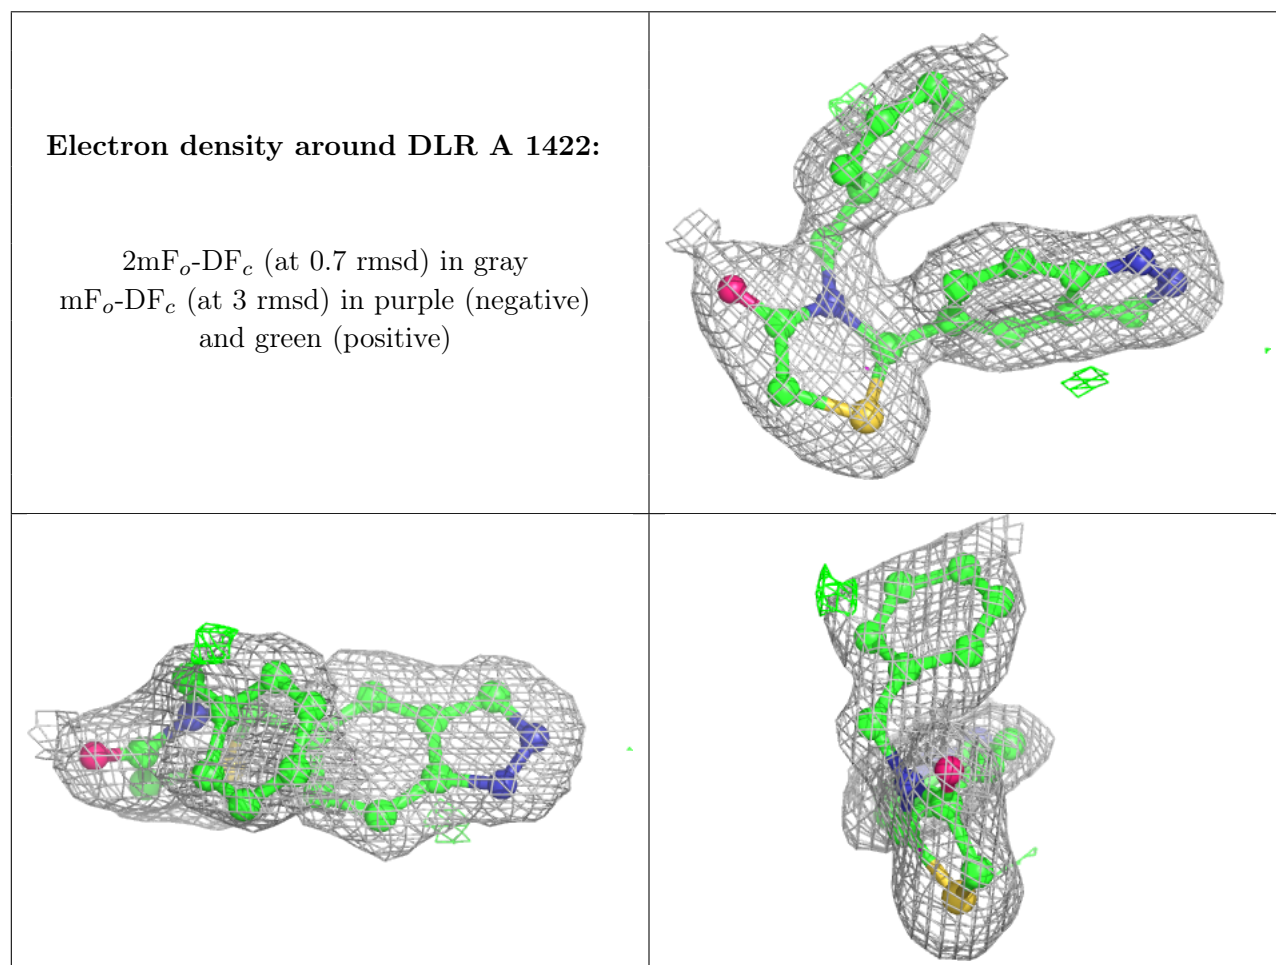 Electron density around DLR A 1422:
2mFo-DFc (at 0.7 rmsd) in gray
mFo-DFc (at 3 rmsd) in purple (negative)
and green (positive)